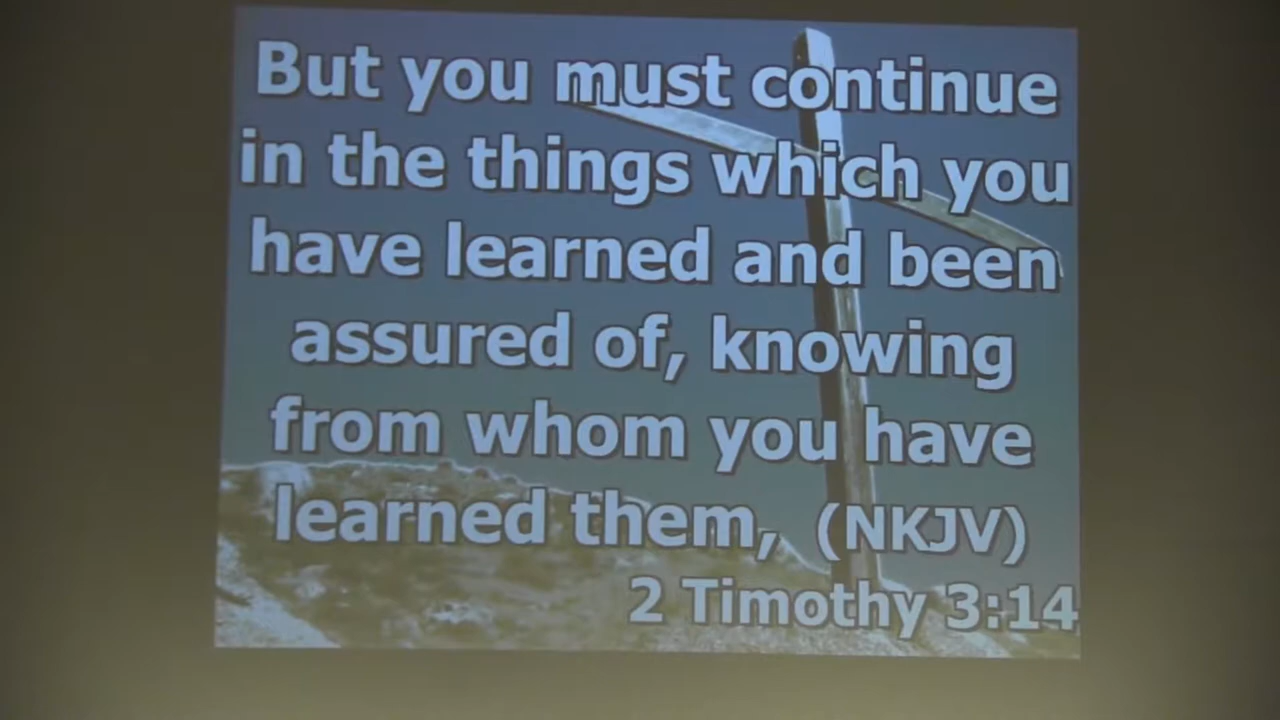 But you must continue
in the things which you
have learned and been
assured of, knowing
from whom you have
learned them, (NKJV)
2 Timothy 3:14